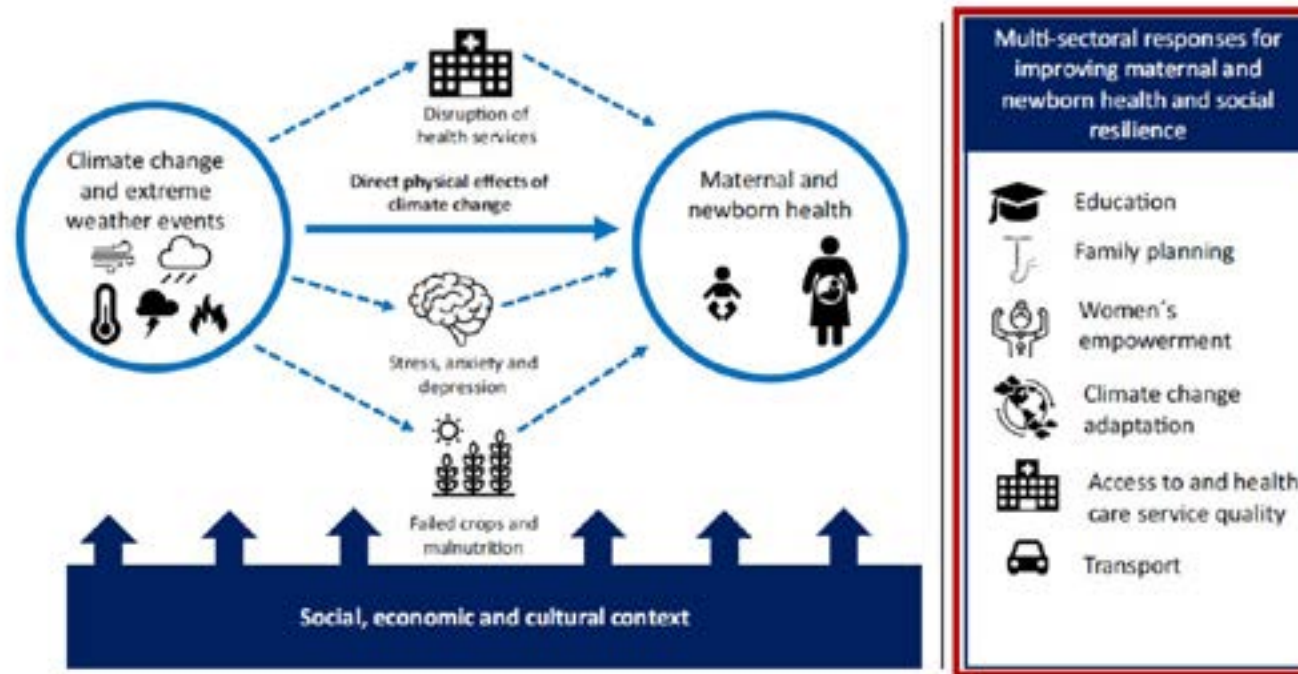 Disruption of
health services
Climate change
and extreme
weather events
Direct physical effects of
climate change
Maternal and
newborn health
Stress, anxiety and
depression
Failed crops and
malnutrition
Social, economic and cultural context
Multi-sectoral responses for
improving maternal and
newborn health and social
resilience
Education
Family planning
Women´s
empowerment
Climate change
adaptation
Access to and health
care service quality
Transport